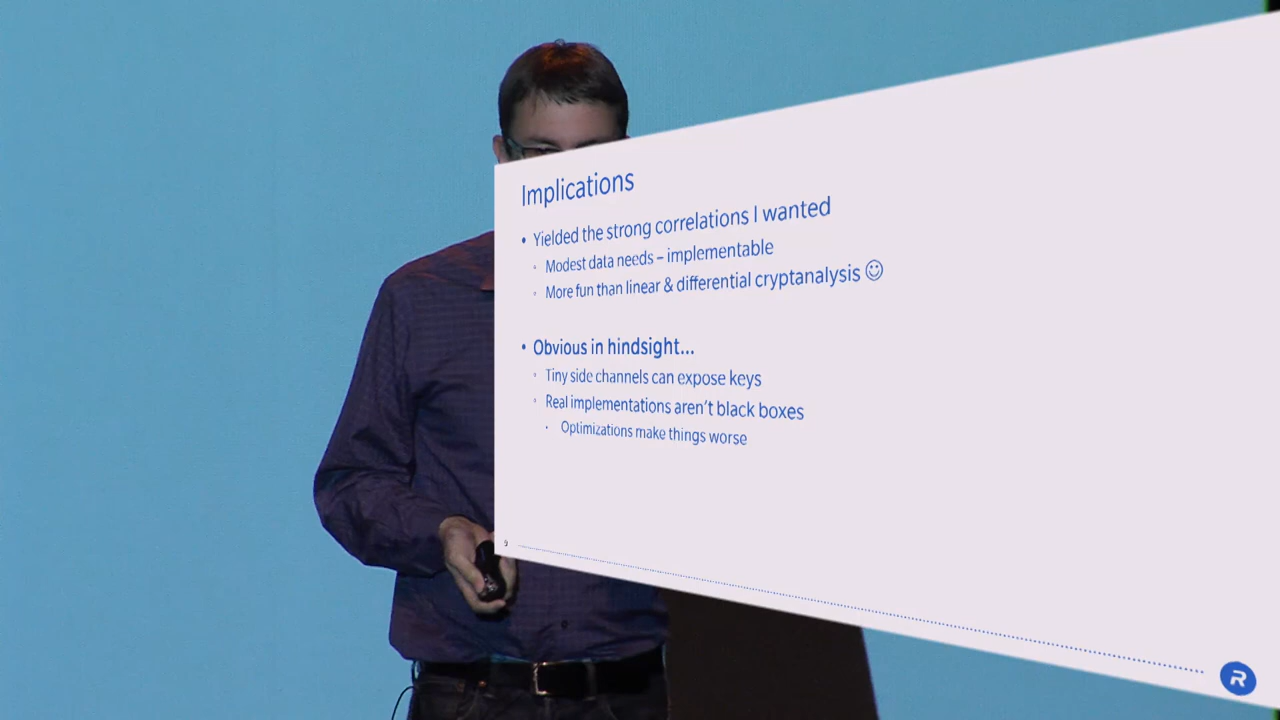 Implications
• Yielded the strong correlations I wanted
▫ Modest data needs – implementable
▫ More fun than linear & differential cryptanalysis ☺
• Obvious in hindsight...
▫ Tiny side channels can expose keys
▫ Real implementations aren't black boxes
• Optimizations make things worse
9
R